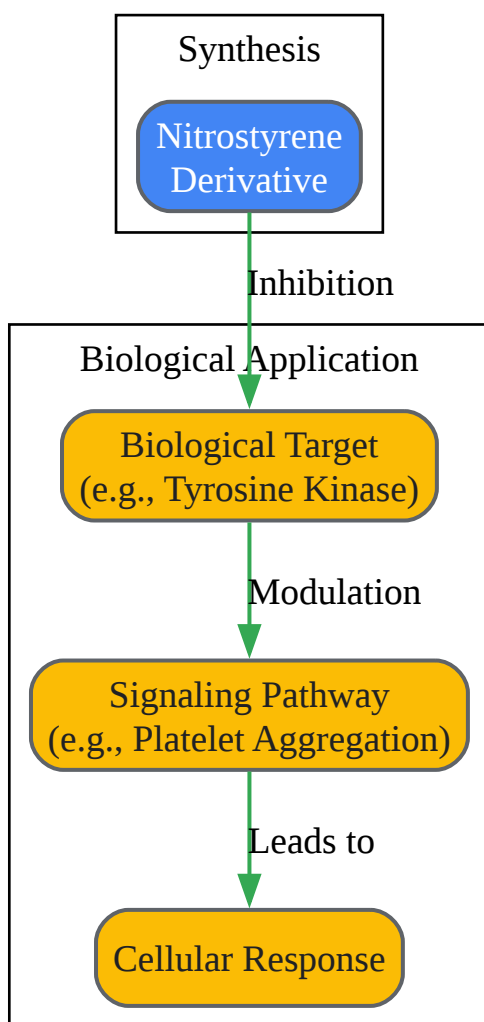 Synthesis
Nitrostyrene
Derivative
Inhibition
Biological Application
Biological Target
(e.g., Tyrosine Kinase)
Modulation
Signaling Pathway
(e.g., Platelet Aggregation)
Leads to
Cellular Response